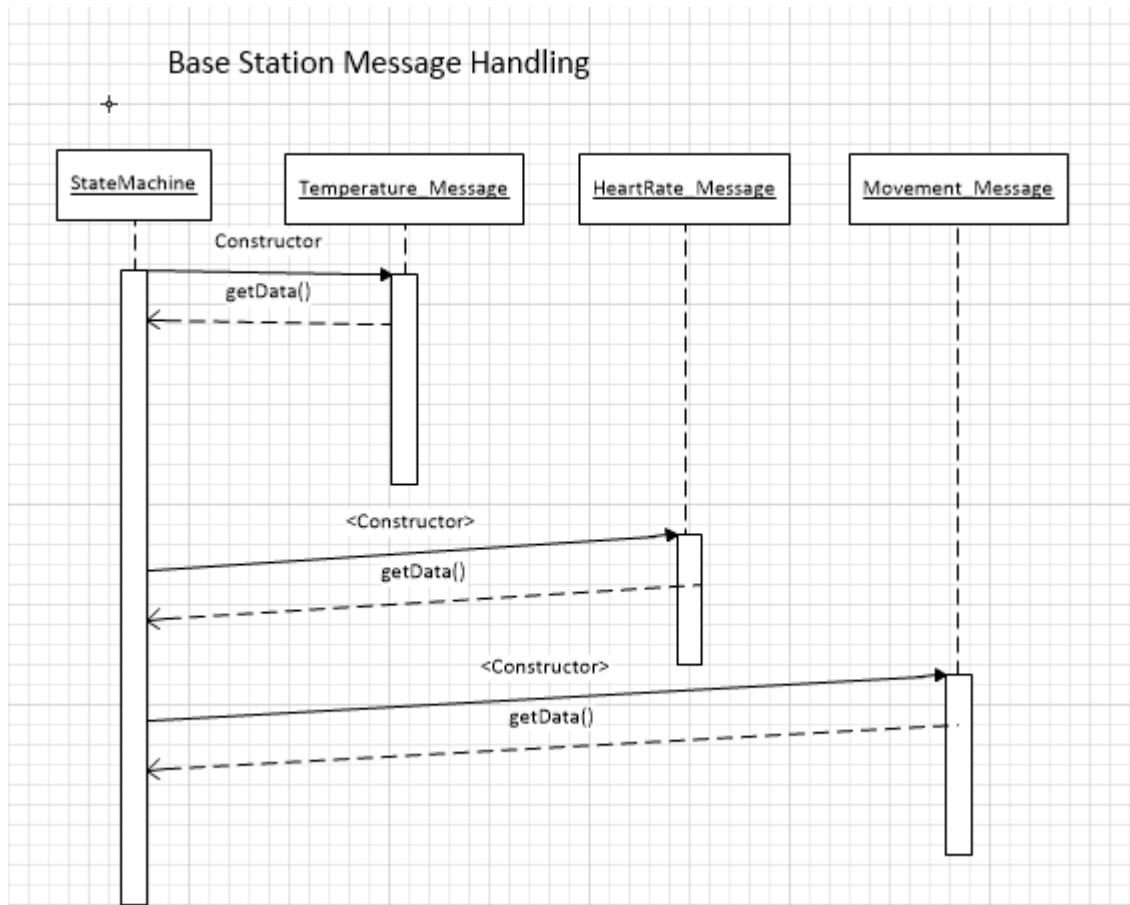 Base Station Message Handling
StateMachine
Temperature_Message
HeartRate_Message
Movement_Message
Constructor
getData()
<Constructor>
getData()
<Constructor>
getData()